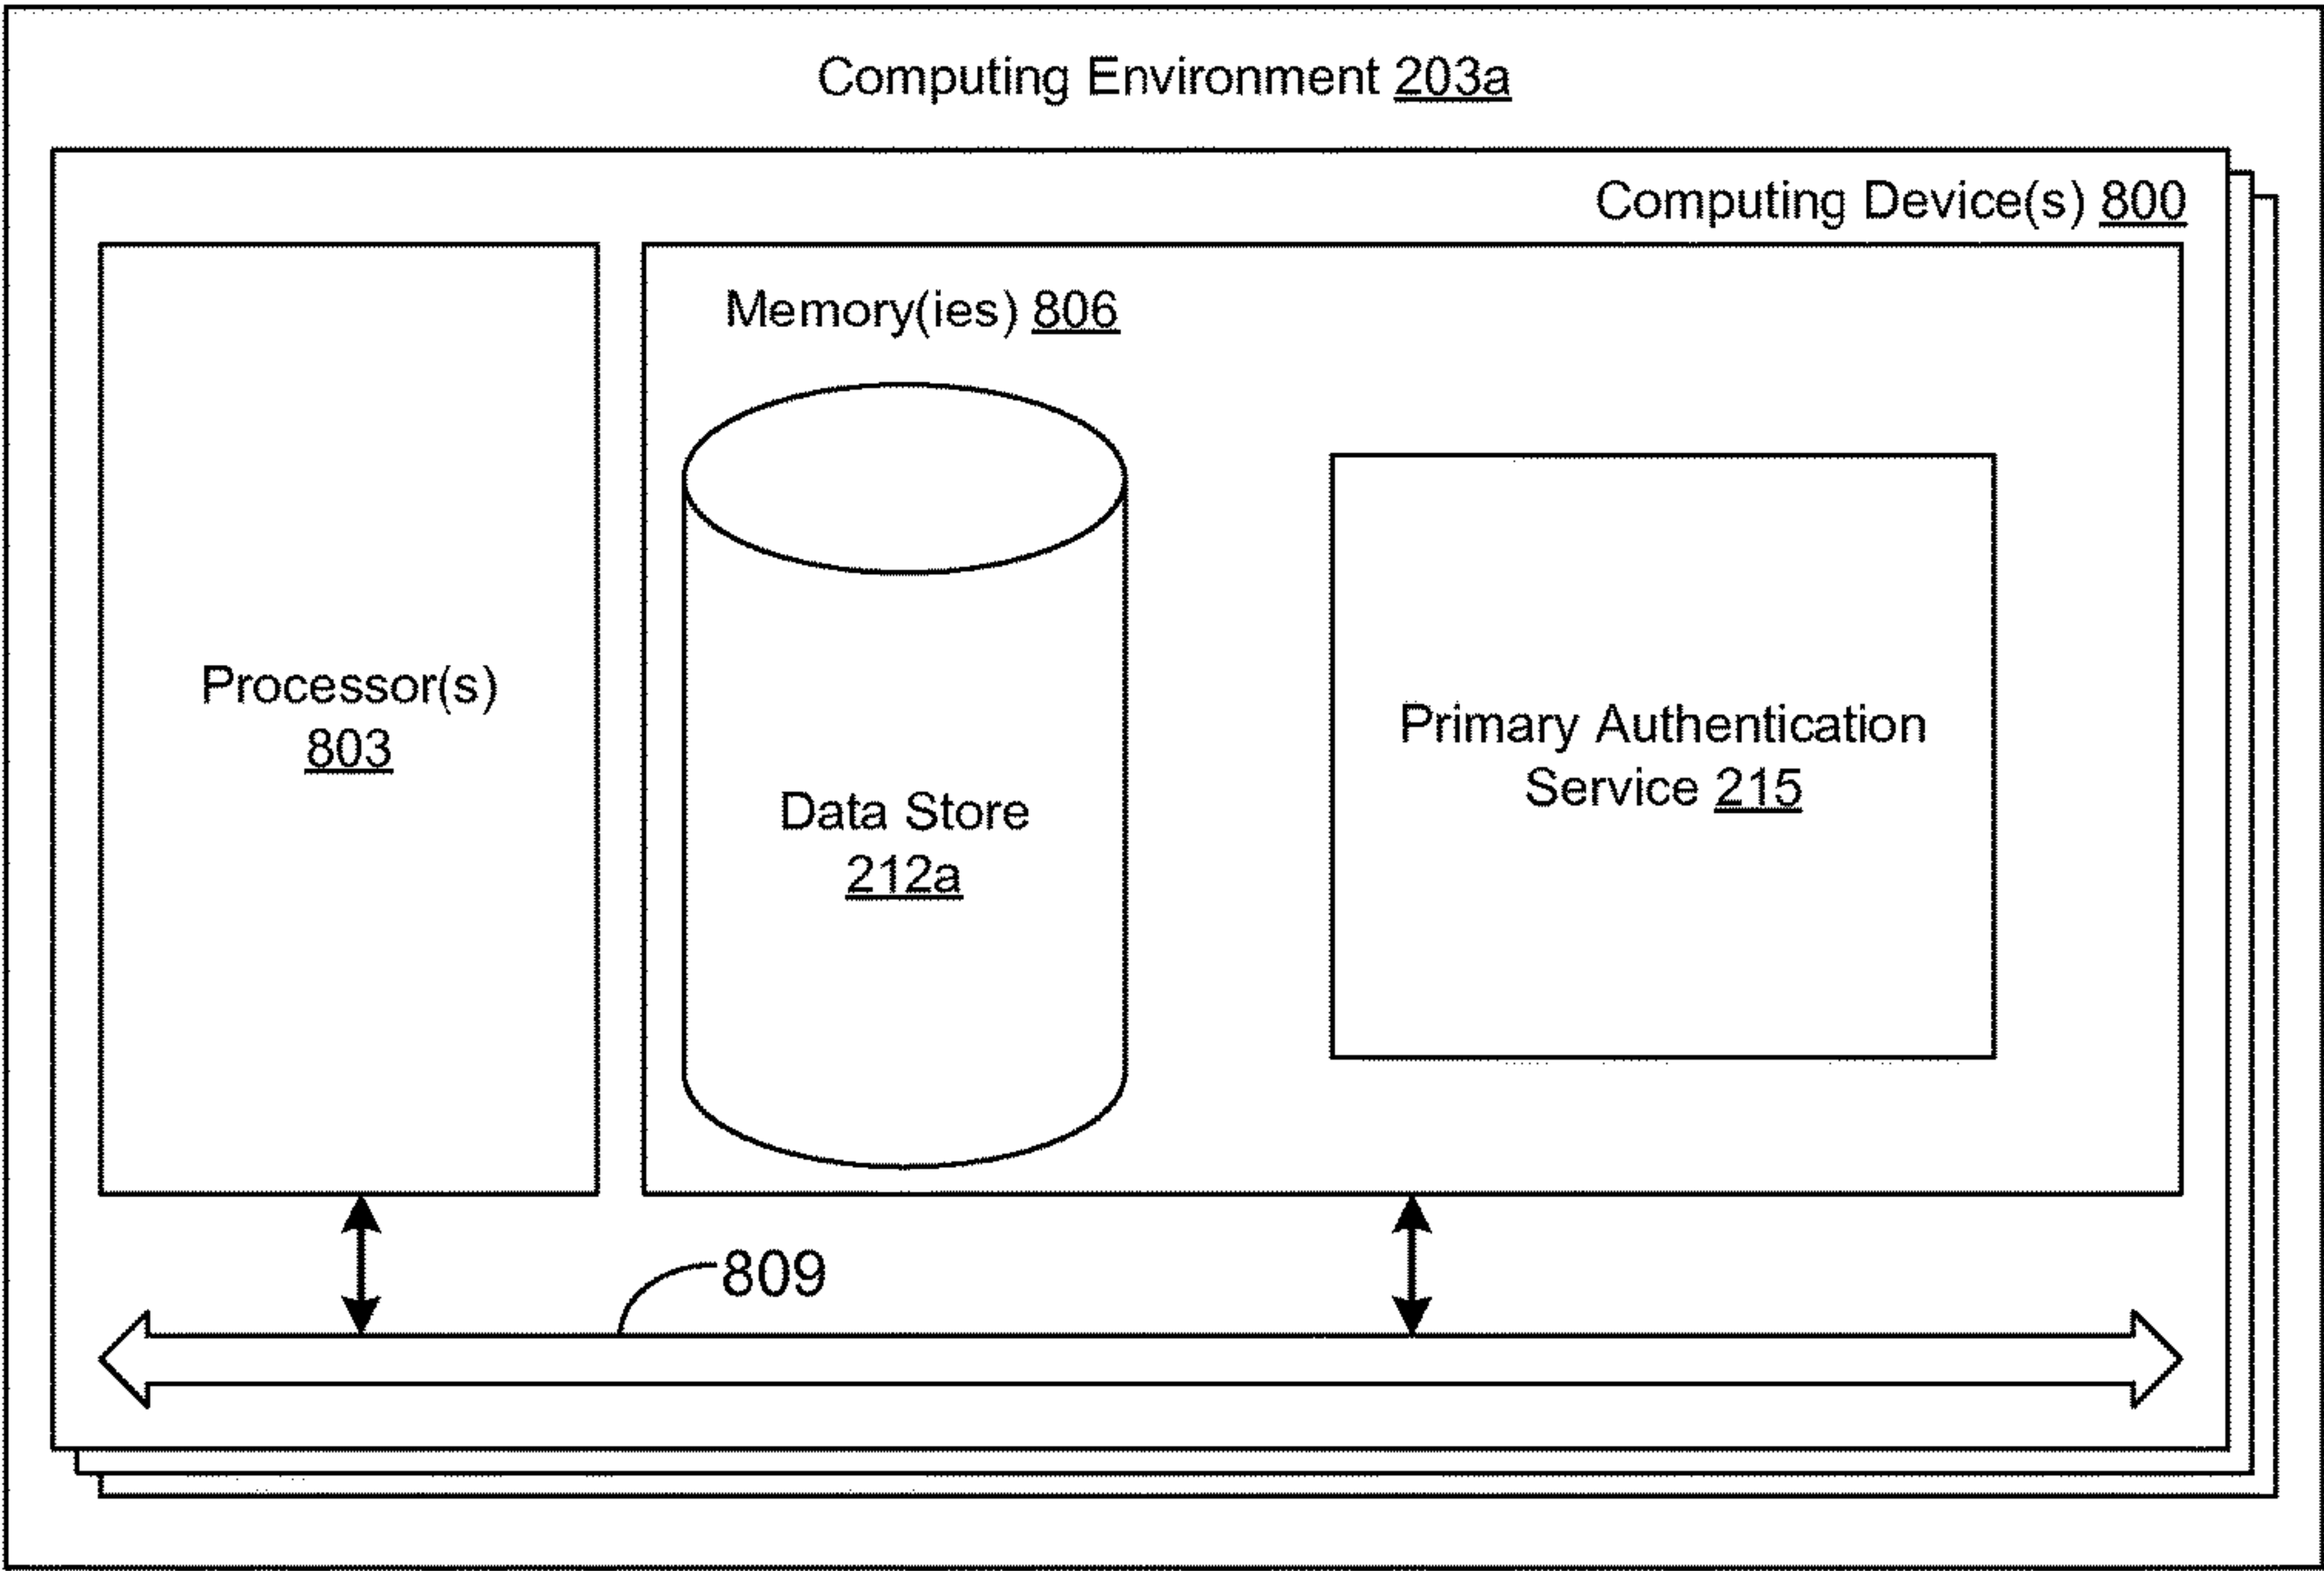 Computing Environment 203a
Computing Device(s) 800
Memory(ies) 806
Processor(s)
803
Data Store
212a
Primary Authentication
Service 215
809